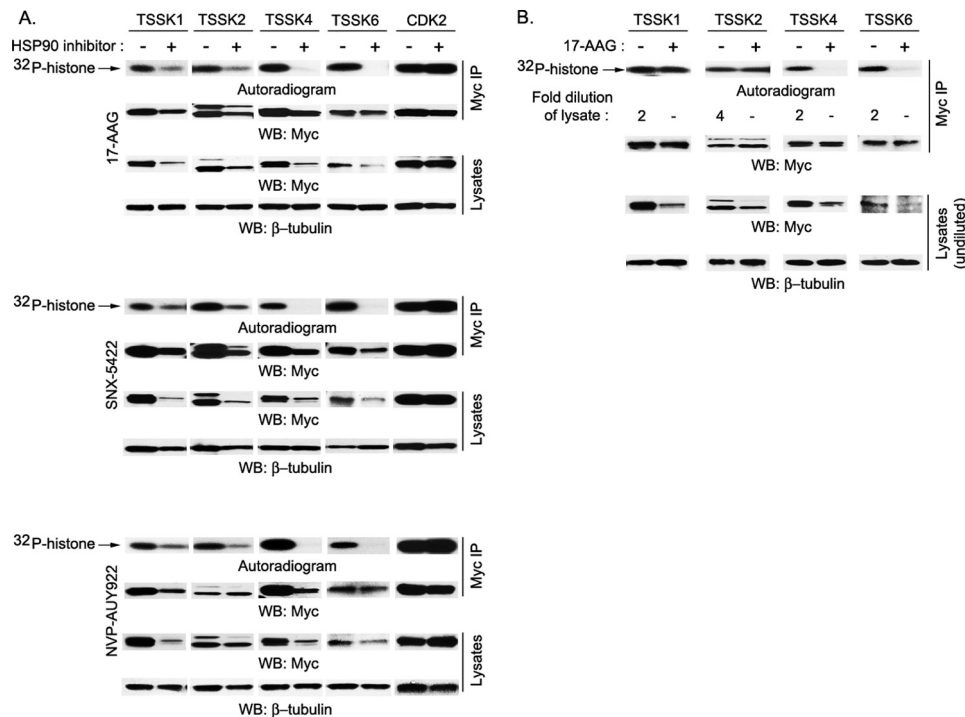 A.
TSSK1 TSSK2 TSSK4 TSSK6 CDK2
HSP90 inhibitor : - + - + - + - + - +
32P-histone
Autoradiogram
Myc IP
WB: Myc
17-AAG
WB: Myc
Lysates
WB: β–tubulin
32P-histone
Autoradiogram
Myc IP
WB: Myc
SNX-5422
WB: Myc
Lysates
WB: β–tubulin
32P-histone
Autoradiogram
Myc IP
WB: Myc
NVP-AUY922
WB: Myc
Lysates
WB: β–tubulin
B.
TSSK1 TSSK2 TSSK4 TSSK6
17-AAG : - + - + - + - +
32P-histone
Autoradiogram
Myc IP
Fold dilution
of lysate : 2 - 4 - 2 - 2 -
WB: Myc
WB: Myc
Lysates
(undiluted)
WB: β–tubulin